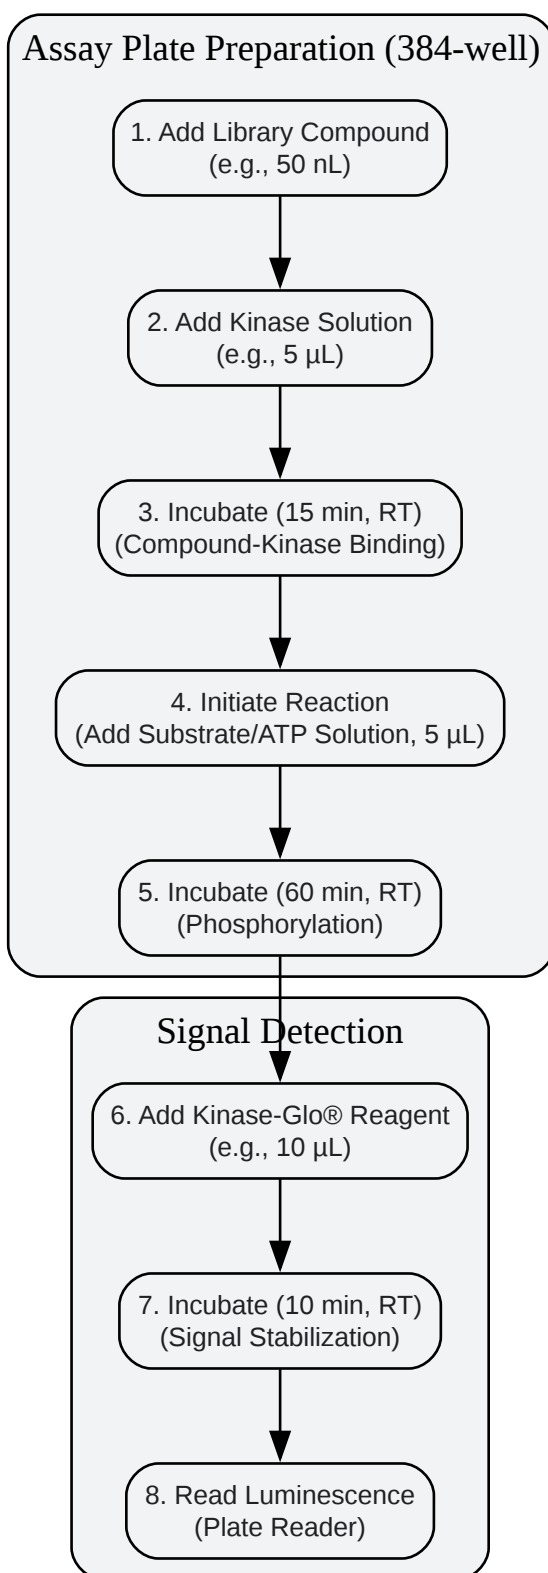 Assay Plate Preparation (384-well)
1. Add Library Compound
(e.g., 50 nL)
2. Add Kinase Solution
(e.g., 5 µL)
3. Incubate (15 min, RT)
(Compound-Kinase Binding)
4. Initiate Reaction
(Add Substrate/ATP Solution, 5 µL)
5. Incubate (60 min, RT)
(Phosphorylation)
Signal Detection
6. Add Kinase-Glo® Reagent
(e.g., 10 µL)
7. Incubate (10 min, RT)
(Signal Stabilization)
8. Read Luminescence
(Plate Reader)